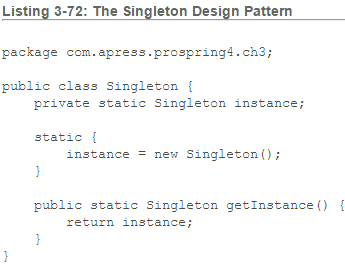 Listing 3-72: The Singleton Design Pattern
package com.apress.prospring4.ch3;
public class Singleton {
    private static Singleton instance;
    static {
        instance = new Singleton();
    }
    public static Singleton getInstance() {
        return instance;
    }
}